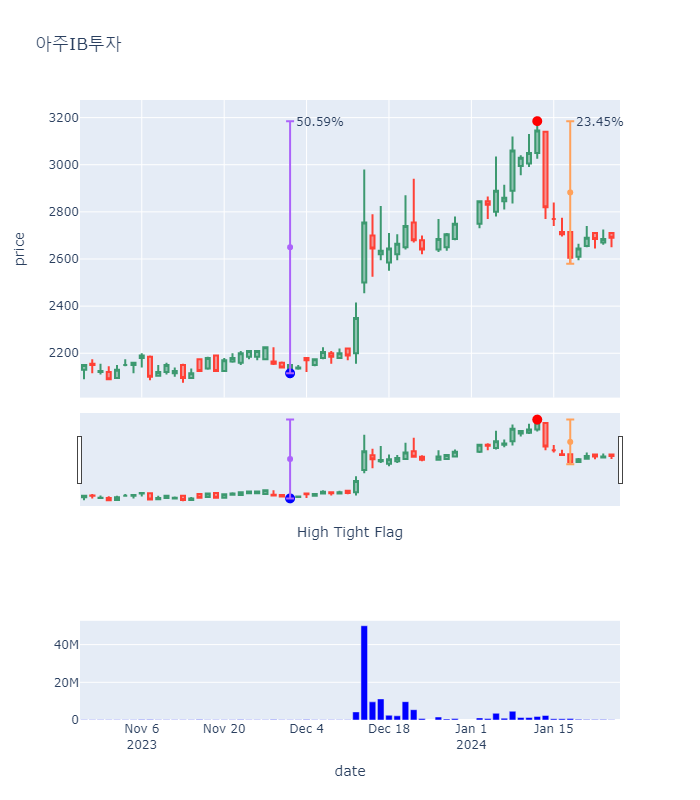 아주IB투자
50.59%
23.45%
3200
3000
2800
2600
2400
2200
price
High Tight Flag
40M
20M
0
Nov 6
2023
Nov 20
Dec 4
Dec 18
Jan 1
2024
Jan 15
date